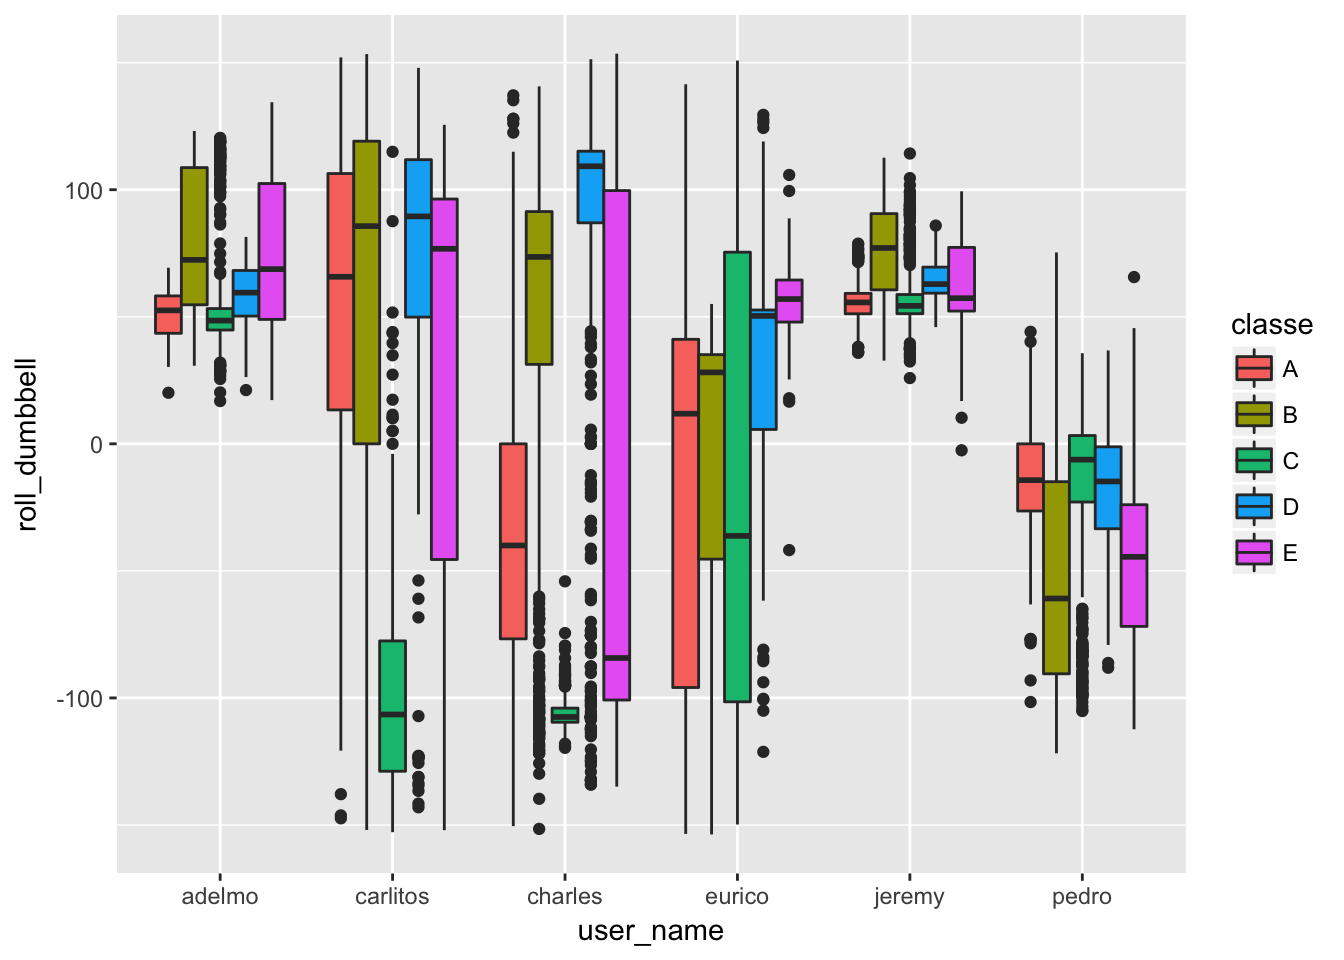 roll_dumbbell
100
0
-100
adelmo carlitos charles eurico jeremy pedro
user_name
classe
A
B
C
D
E